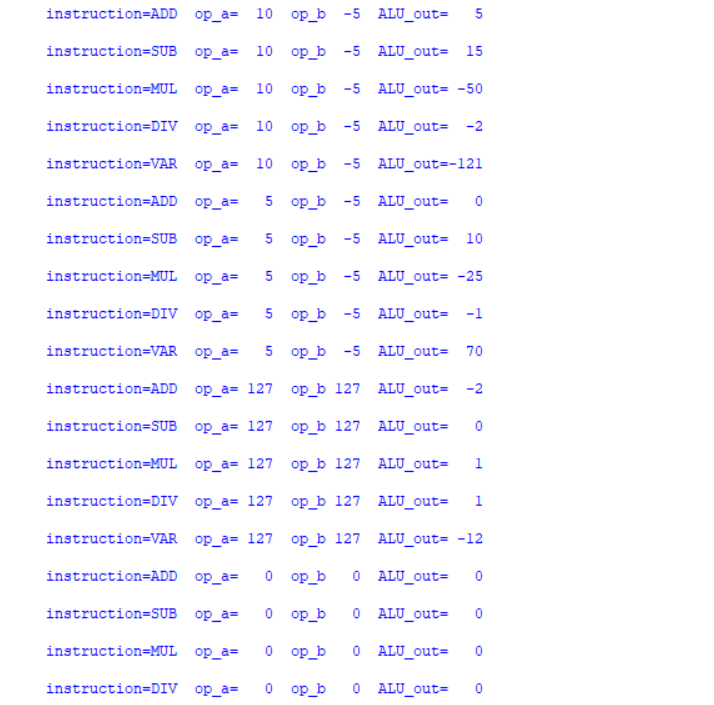 instruction=ADD  op_a=  10  op_b  -5  ALU_out=   5
instruction=SUB  op_a=  10  op_b  -5  ALU_out=  15
instruction=MUL  op_a=  10  op_b  -5  ALU_out= -50
instruction=DIV  op_a=  10  op_b  -5  ALU_out=  -2
instruction=VAR  op_a=  10  op_b  -5  ALU_out=-121
instruction=ADD  op_a=   5  op_b  -5  ALU_out=   0
instruction=SUB  op_a=   5  op_b  -5  ALU_out=  10
instruction=MUL  op_a=   5  op_b  -5  ALU_out= -25
instruction=DIV  op_a=   5  op_b  -5  ALU_out=  -1
instruction=VAR  op_a=   5  op_b  -5  ALU_out=  70
instruction=ADD  op_a= 127  op_b 127  ALU_out=  -2
instruction=SUB  op_a= 127  op_b 127  ALU_out=   0
instruction=MUL  op_a= 127  op_b 127  ALU_out=   1
instruction=DIV  op_a= 127  op_b 127  ALU_out=   1
instruction=VAR  op_a= 127  op_b 127  ALU_out= -12
instruction=ADD  op_a=   0  op_b   0  ALU_out=   0
instruction=SUB  op_a=   0  op_b   0  ALU_out=   0
instruction=MUL  op_a=   0  op_b   0  ALU_out=   0
instruction=DIV  op_a=   0  op_b   0  ALU_out=   0